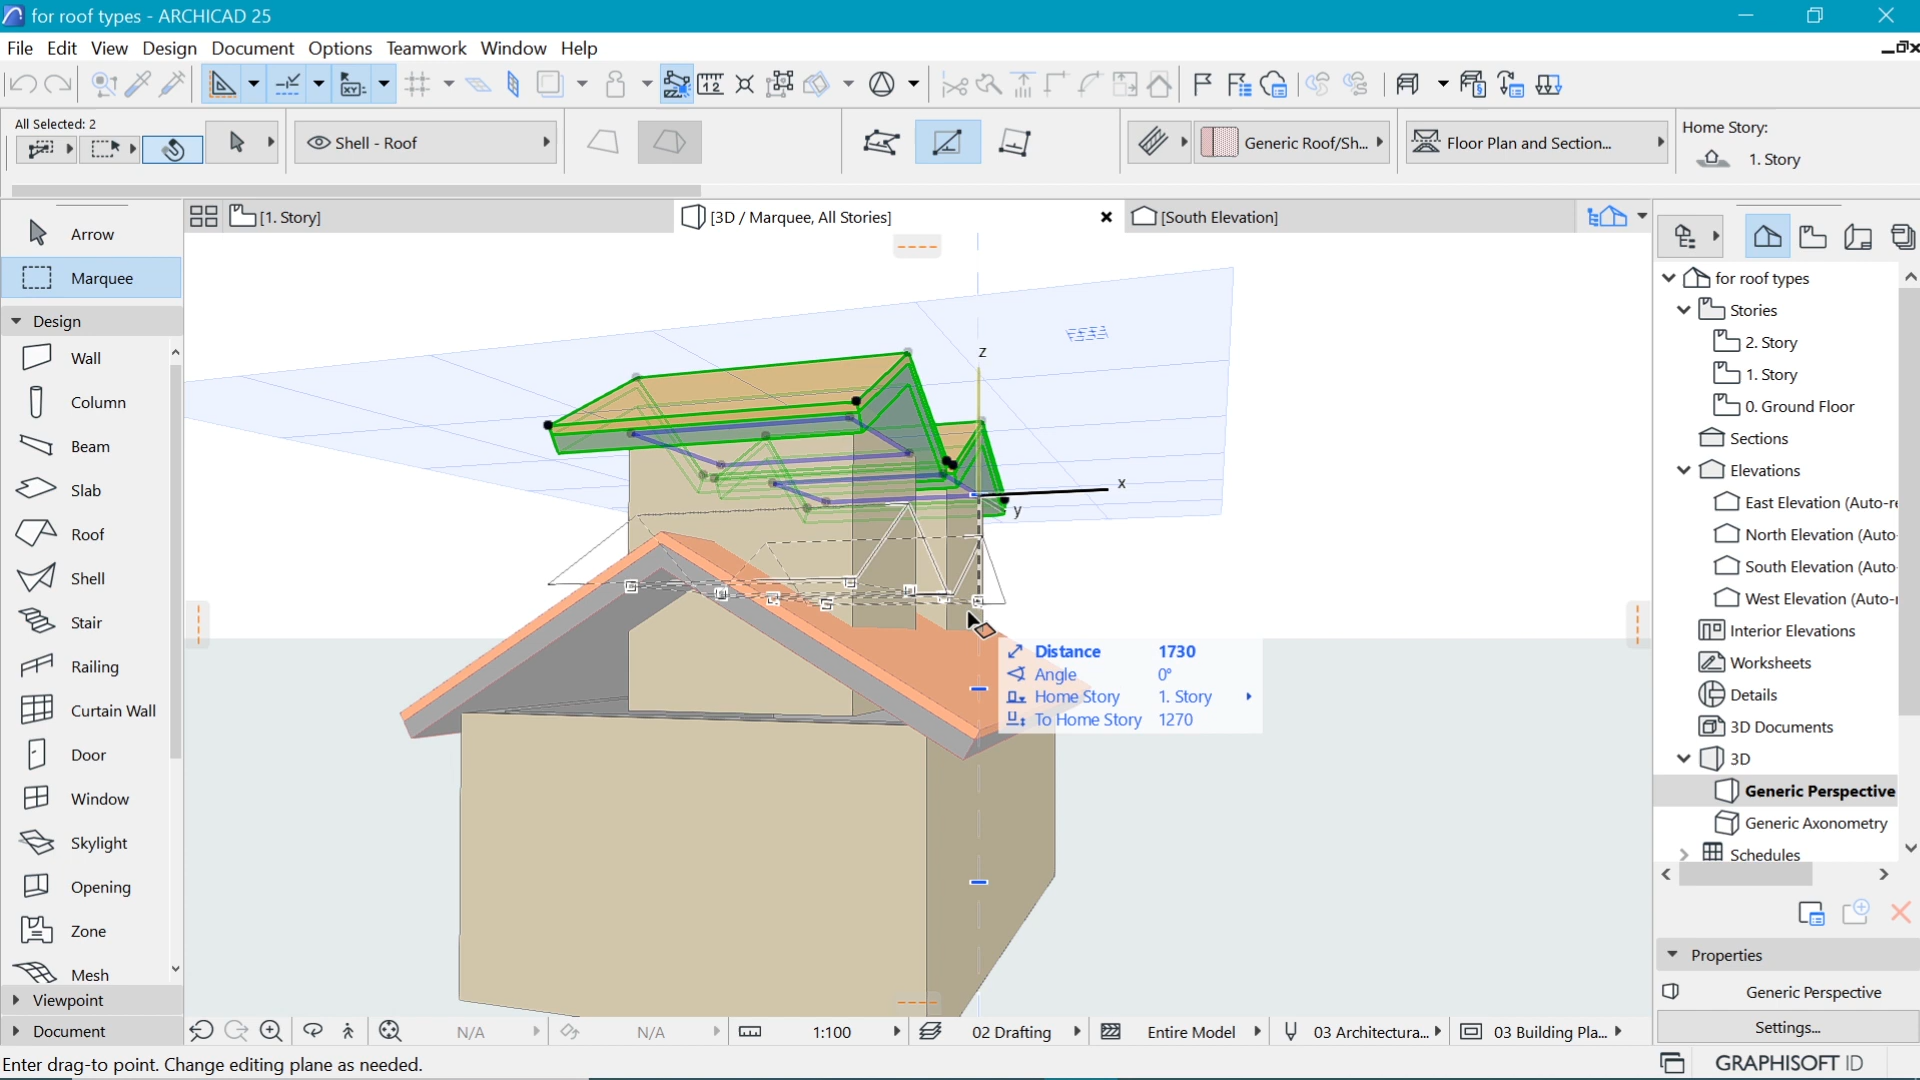 for roof types - ARCHICAD 25
File Edit View Design Document Options Teamwork Window Help
All Selected: 2
Shell - Roof
Generic Roof/Sh...
Floor Plan and Section...
Home Story:
1. Story
[1. Story]
[3D / Marquee, All Stories]
[South Elevation]
Arrow
Marquee
Design
Wall
Column
Beam
Slab
Roof
Shell
Stair
Railing
Curtain Wall
Door
Window
Skylight
Opening
Zone
Mesh
Viewpoint
Document
z
x
y
Distance 1730
Angle 0°
Home Story 1. Story
To Home Story 1270
for roof types
Stories
2. Story
1. Story
0. Ground Floor
Sections
Elevations
East Elevation (Auto-re
North Elevation (Auto-
South Elevation (Auto-
West Elevation (Auto-r
Interior Elevations
Worksheets
Details
3D Documents
3D
Generic Perspective
Generic Axonometry
Schedules
Properties
Generic Perspective
Settings...
N/A
N/A
1:100
02 Drafting
Entire Model
03 Architectura...
03 Building Pla...
Enter drag-to point. Change editing plane as needed.
GRAPHISOFT ID